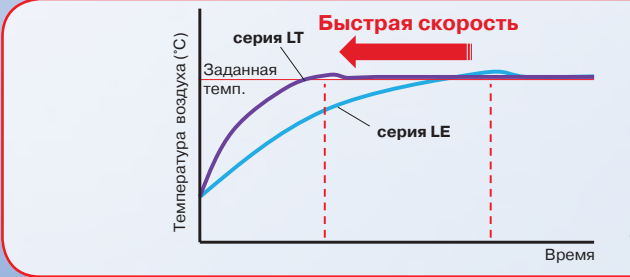 Быстрая скорость
серия LT
Заданная
темп.
серия LE
Температура воздуха (°C)
Время